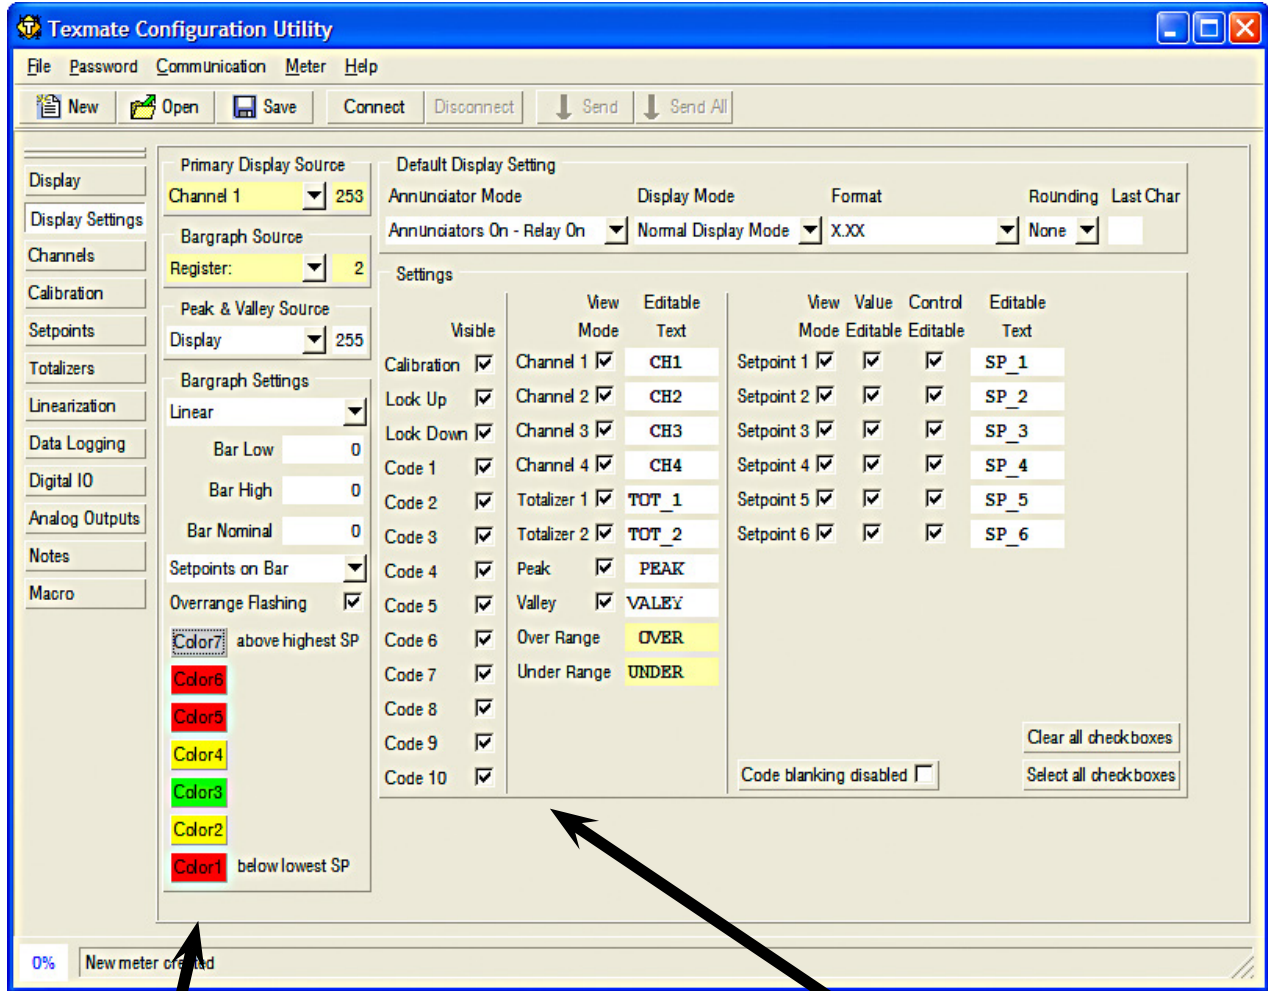 Texmate Configuration Utility
File Password Communication Meter Help
New Open Save Connect Disconnect Send Send All
Display
Display Settings
Channels
Calibration
Setpoints
Totalizers
Linearization
Data Logging
Digital IO
Analog Outputs
Notes
Macro
Primary Display Source
Channel 1 253
Bargraph Source
Register: 2
Peak & Valley Source
Display 255
Bargraph Settings
Linear
Bar Low 0
Bar High 0
Bar Nominal 0
Setpoints on Bar
Overrange Flashing
Color7 above highest SP
Color6
Color5
Color4
Color3
Color2
Color1 below lowest SP
Default Display Setting
Annunciator Mode Display Mode Format Rounding Last Char
Annunciators On - Relay On Normal Display Mode X.XX None
Settings
Visible
Calibration
Lock Up
Lock Down
Code 1
Code 2
Code 3
Code 4
Code 5
Code 6
Code 7
Code 8
Code 9
Code 10
View Editable
Mode Text
Channel 1 CH1
Channel 2 CH2
Channel 3 CH3
Channel 4 CH4
Totalizer 1 TOT_1
Totalizer 2 TOT_2
Peak PEAK
Valley VALEY
Over Range OVER
Under Range UNDER
View Value Control Editable
Mode Editable Editable Text
Setpoint 1 SP_1
Setpoint 2 SP_2
Setpoint 3 SP_3
Setpoint 4 SP_4
Setpoint 5 SP_5
Setpoint 6 SP_6
Clear all checkboxes
Code blanking disabled Select all checkboxes
0% New meter created